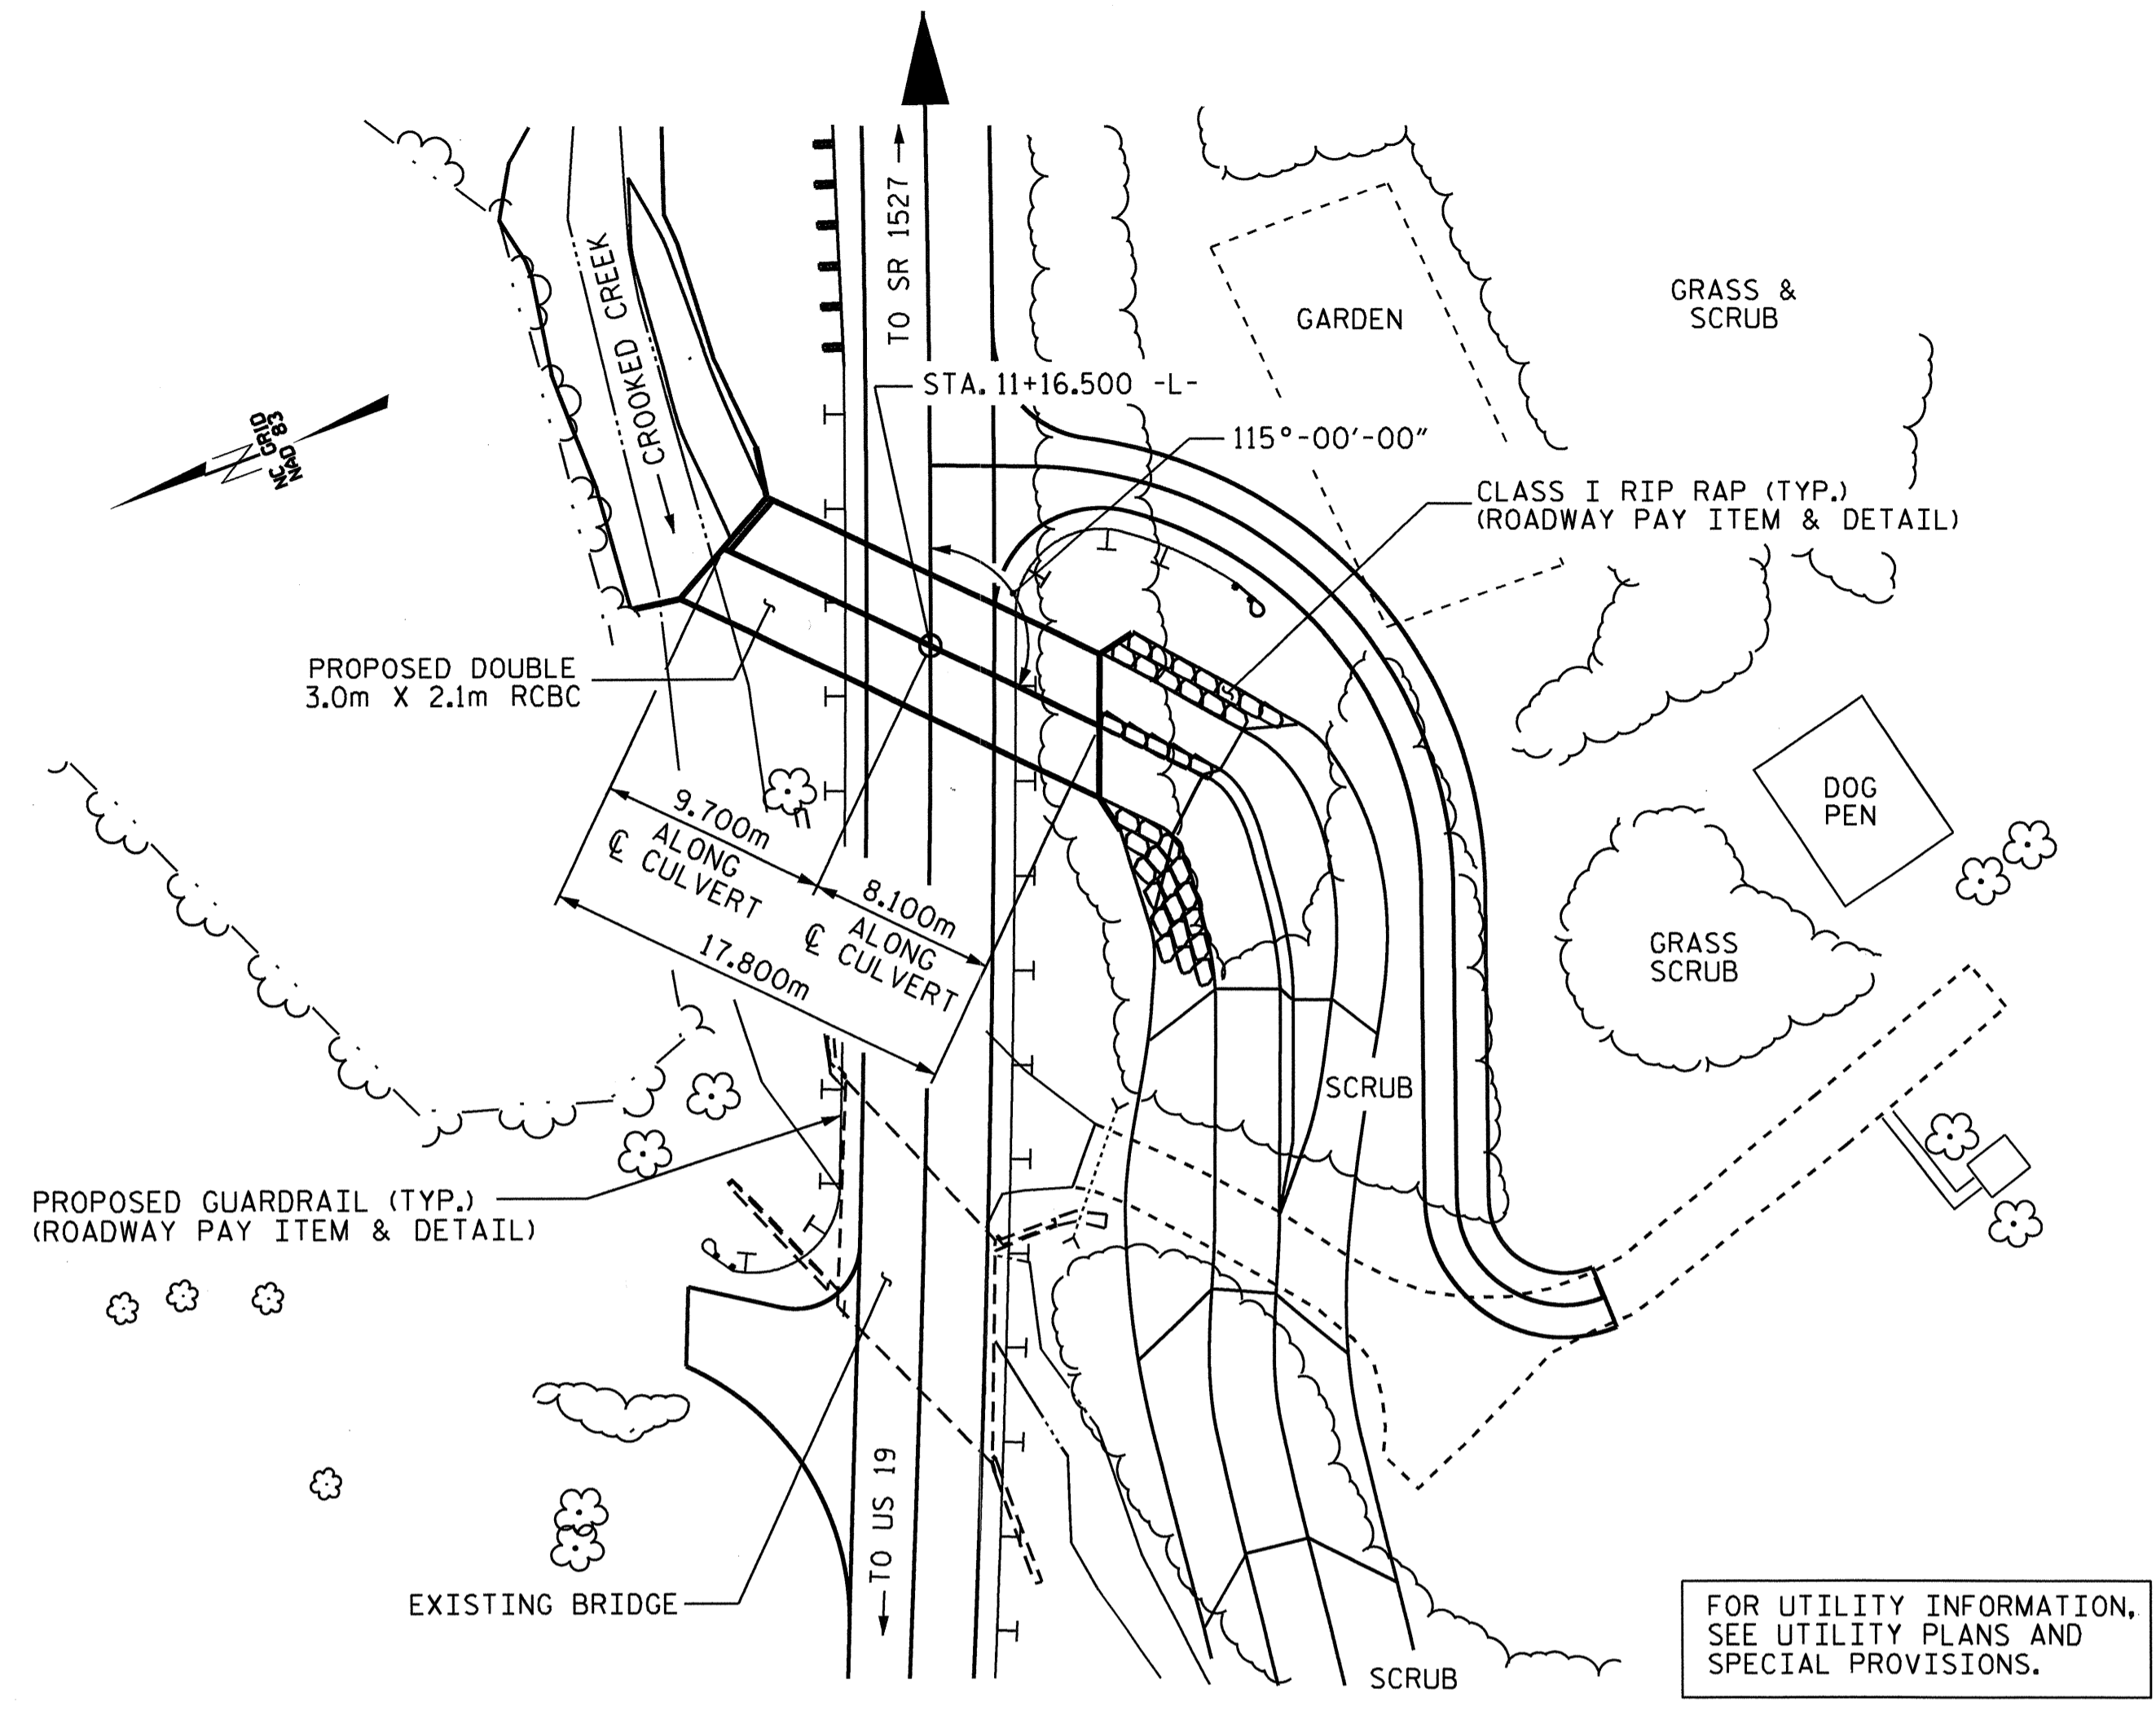 TO SR 1527
GRASS &
SCRUB
GARDEN
CROOKED CREEK
STA. 11+16.500 -L-
NC GRID
NAD 83
115°-00'-00"
CLASS I RIP RAP (TYP.)
(ROADWAY PAY ITEM & DETAIL)
PROPOSED DOUBLE
3.0m X 2.1m RCBC
DOG
PEN
9.700m
ALONG
℄ CULVERT
8.100m
ALONG
℄ CULVERT
17.800m
GRASS
SCRUB
SCRUB
PROPOSED GUARDRAIL (TYP.)
(ROADWAY PAY ITEM & DETAIL)
TO US 19
EXISTING BRIDGE
FOR UTILITY INFORMATION,
SEE UTILITY PLANS AND
SPECIAL PROVISIONS.
SCRUB